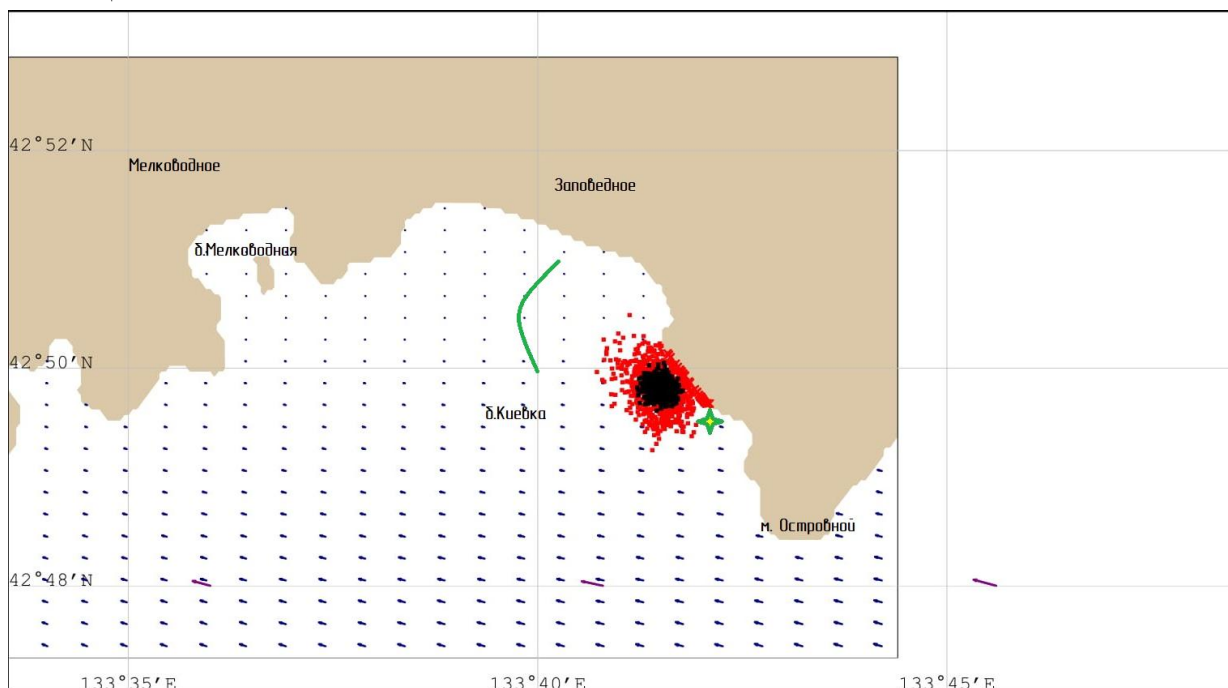 42°52′N
Мелководное
Заповедное
б.Мелководная
42°50′N
б.Киевка
м. Островной
42°48′N
133°35′E
133°40′E
133°45′E